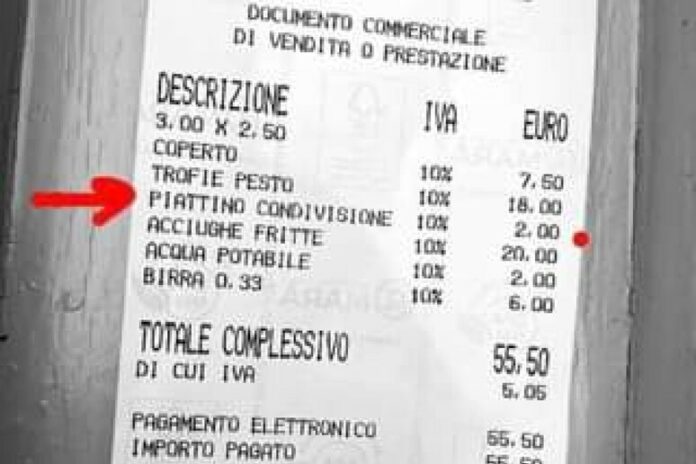 DOCUMENTO COMMERCIALE
DI VENDITA O PRESTAZIONE
DESCRIZIONE IVA EURO
3.00 X 2.50
COPERTO 10% 7.50
TROFIE PESTO 10% 18.00
PIATTINO CONDIVISIONE 10% 2.00
ACCIUGHE FRITTE 10% 20.00
ACQUA POTABILE 10% 2.00
BIRRA 0.33 10% 6.00
TOTALE COMPLESSIVO 55,50
DI CUI IVA 5,05
PAGAMENTO ELETTRONICO 55.50
IMPORTO PAGATO 55.50